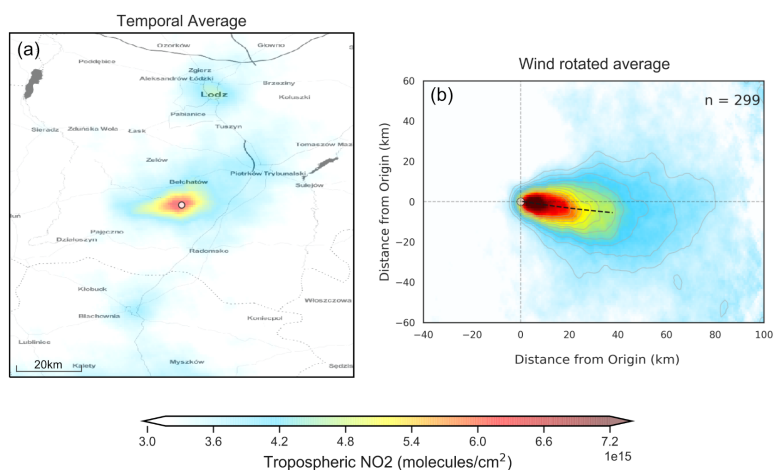 Temporal Average
(a)
Ozorków
Głowno
Poddębice
Zgierz
Aleksandrów Łódzki
Brzeziny
Lodz
Koluszki
Pabianice
Sieradz
Zduńska Wola
Łask
Tuszyn
Tomaszów Maz
Zelów
Piotrków Trybunalski
Bełchatów
Sulejów
Pajęczno
Działoszyn
Radomsko
Kłobuck
Włoszczowa
Blachownia
Koniecpol
Lubliniec
20km
Kalety
Myszków
Sędzis
Wind rotated average
(b)
n = 299
60
40
20
0
−20
−40
−60
Distance from Origin (km)
−40
−20
0
20
40
60
80
100
Distance from Origin (km)
3.0
3.6
4.2
4.8
5.4
6.0
6.6
7.2
1e15
Tropospheric NO2 (molecules/cm²)